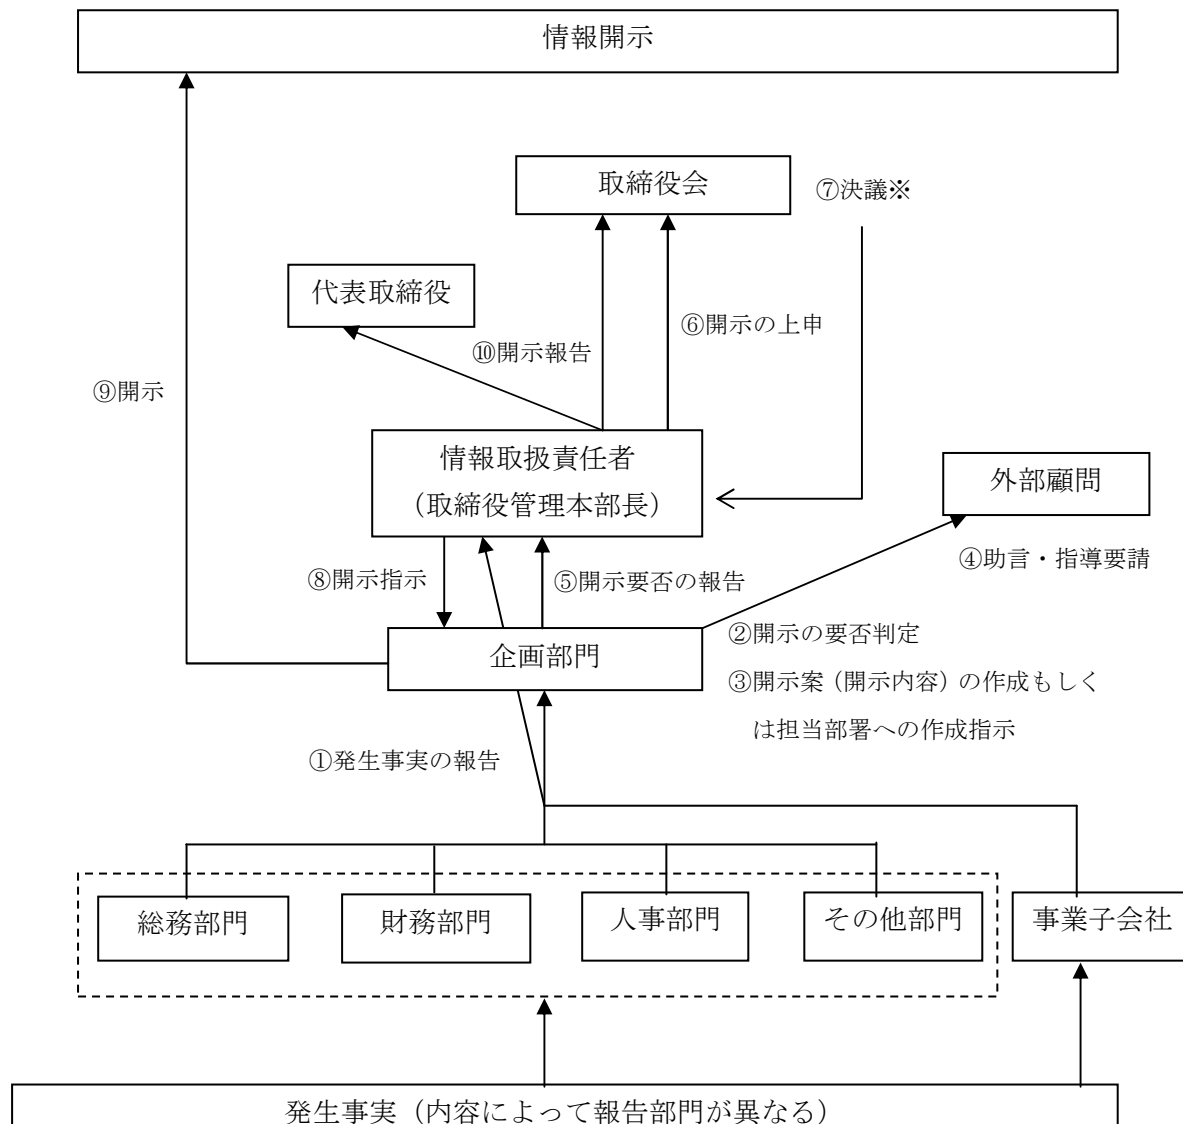 情報開示
取締役会
⑦決議※
代表取締役
⑥開示の上申
⑩開示報告
⑨開示
情報取扱責任者
（取締役管理本部長）
外部顧問
④助言・指導要請
⑧開示指示
⑤開示要否の報告
②開示の要否判定
企画部門
③開示案（開示内容）の作成もしく
は担当部署への作成指示
①発生事実の報告
総務部門
財務部門
人事部門
その他部門
事業子会社
発生事実（内容によって報告部門が異なる）